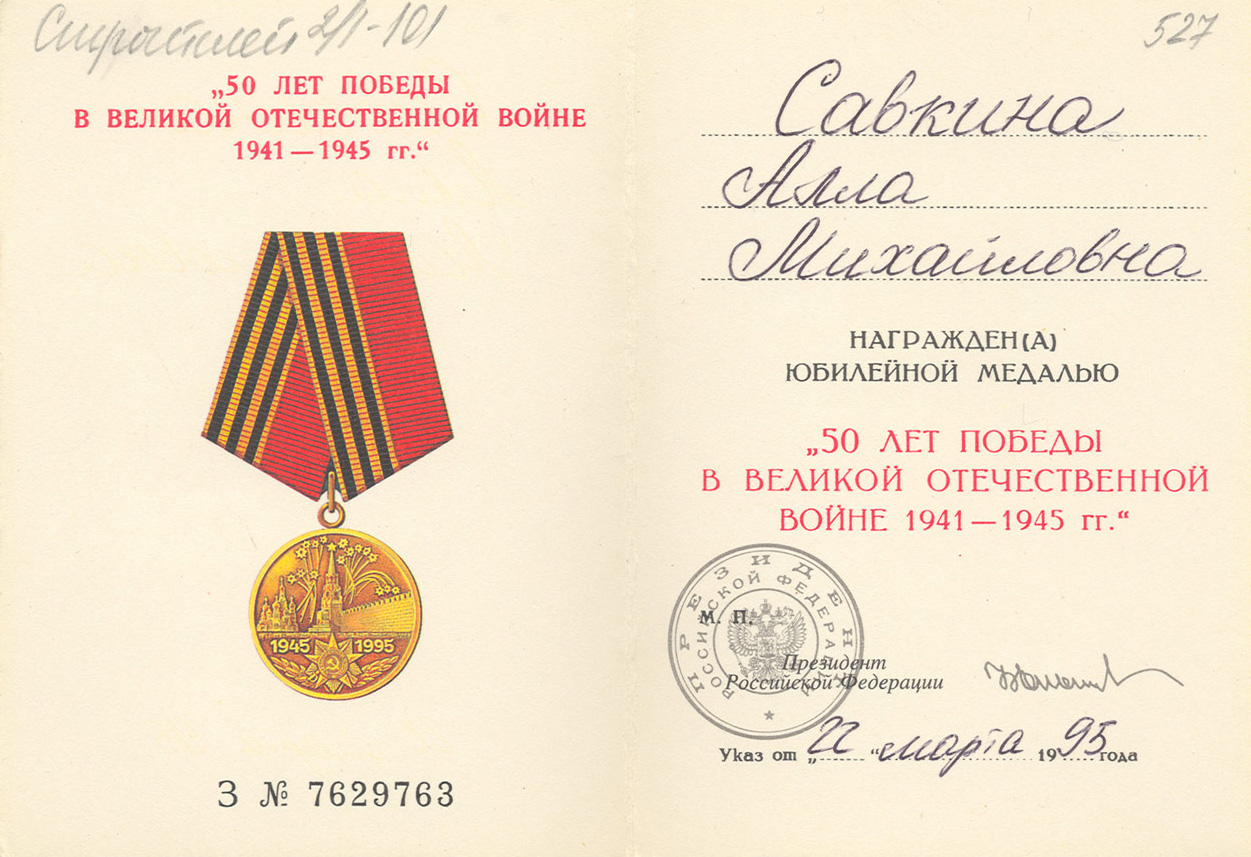 Строителей 2/1-101
527
„50 ЛЕТ ПОБЕДЫ
В ВЕЛИКОЙ ОТЕЧЕСТВЕННОЙ ВОЙНЕ
1941—1945 гг.“
1945 1995
З № 7629763
Савкина
Алла
Михайловна
НАГРАЖДЕН(А)
ЮБИЛЕЙНОЙ МЕДАЛЬЮ
„50 ЛЕТ ПОБЕДЫ
В ВЕЛИКОЙ ОТЕЧЕСТВЕННОЙ
ВОЙНЕ 1941—1945 гг.“
ПРЕЗИДЕНТ
РОССИЙСКОЙ ФЕДЕРАЦИИ
М. П.
Президент
Российской Федерации
Указ от „22“ марта 1995 года